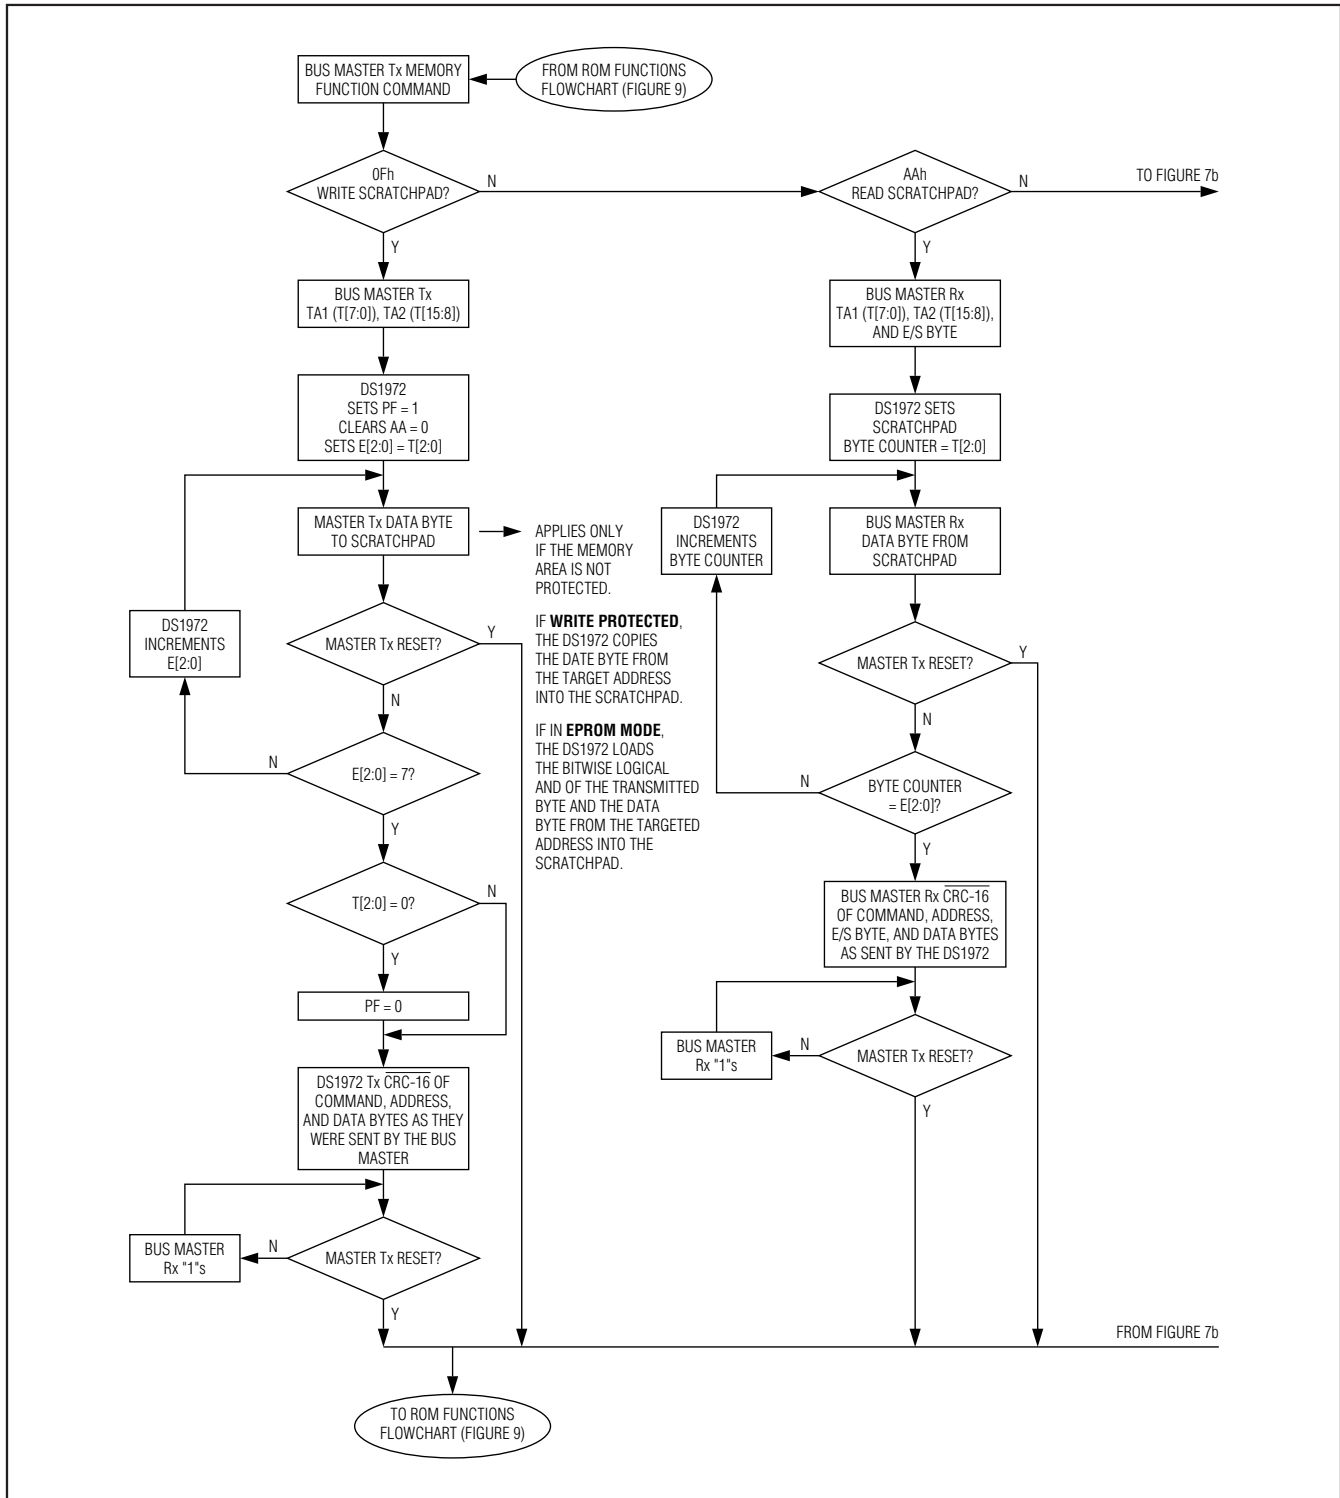 BUS MASTER Tx MEMORY
FUNCTION COMMAND
FROM ROM FUNCTIONS
FLOWCHART (FIGURE 9)
0Fh
WRITE SCRATCHPAD?
N
Y
AAh
READ SCRATCHPAD?
N
Y
TO FIGURE 7b
BUS MASTER Tx
TA1 (T[7:0]), TA2 (T[15:8])
DS1972
SETS PF = 1
CLEARS AA = 0
SETS E[2:0] = T[2:0]
MASTER Tx DATA BYTE
TO SCRATCHPAD
APPLIES ONLY
IF THE MEMORY
AREA IS NOT
PROTECTED.
IF WRITE PROTECTED,
THE DS1972 COPIES
THE DATE BYTE FROM
THE TARGET ADDRESS
INTO THE SCRATCHPAD.
IF IN EPROM MODE,
THE DS1972 LOADS
THE BITWISE LOGICAL
AND OF THE TRANSMITTED
BYTE AND THE DATA
BYTE FROM THE TARGETED
ADDRESS INTO THE
SCRATCHPAD.
DS1972
INCREMENTS
E[2:0]
MASTER Tx RESET?
Y
N
E[2:0] = 7?
N
Y
T[2:0] = 0?
N
Y
PF = 0
DS1972 Tx CRC-16 OF
COMMAND, ADDRESS,
AND DATA BYTES AS THEY
WERE SENT BY THE BUS
MASTER
BUS MASTER
Rx "1"s
N
MASTER Tx RESET?
Y
BUS MASTER Rx
TA1 (T[7:0]), TA2 (T[15:8]),
AND E/S BYTE
DS1972 SETS
SCRATCHPAD
BYTE COUNTER = T[2:0]
DS1972
INCREMENTS
BYTE COUNTER
BUS MASTER Rx
DATA BYTE FROM
SCRATCHPAD
MASTER Tx RESET?
Y
N
BYTE COUNTER
= E[2:0]?
N
Y
BUS MASTER Rx CRC-16
OF COMMAND, ADDRESS,
E/S BYTE, AND DATA BYTES
AS SENT BY THE DS1972
BUS MASTER
Rx "1"s
N
MASTER Tx RESET?
Y
FROM FIGURE 7b
TO ROM FUNCTIONS
FLOWCHART (FIGURE 9)